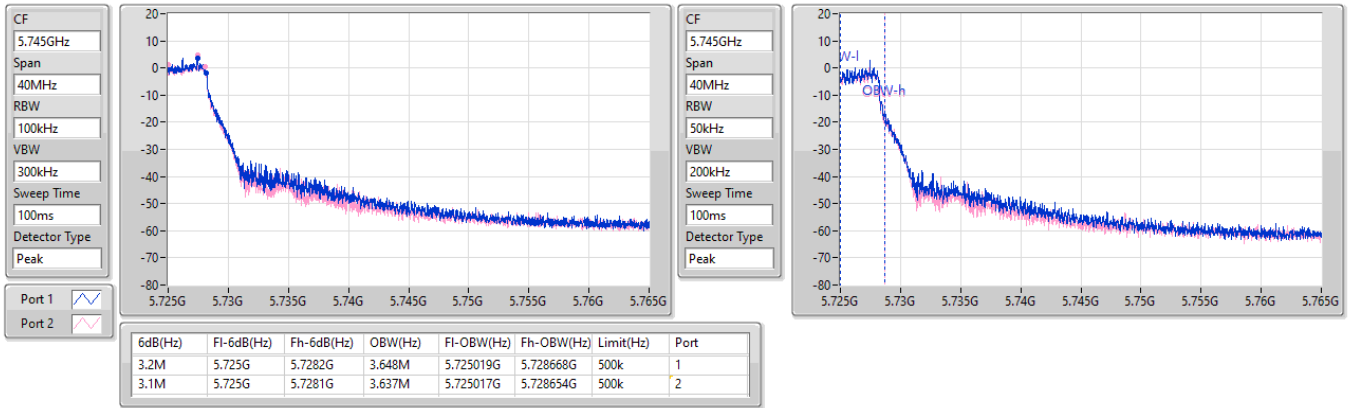 CF
5.745GHz
Span
40MHz
RBW
100kHz
VBW
300kHz
Sweep Time
100ms
Detector Type
Peak
Port 1
Port 2
20-
10-
0-
-10-
-20-
-30-
-40-
-50-
-60-
-70-
-80-
5.725G 5.73G 5.735G 5.74G 5.745G 5.75G 5.755G 5.76G 5.765G
CF
5.745GHz
Span
40MHz
RBW
50kHz
VBW
200kHz
Sweep Time
100ms
Detector Type
Peak
20-
10-
0-
-10-
-20-
-30-
-40-
-50-
-60-
-70-
-80-
W-l
OBW-h
5.725G 5.73G 5.735G 5.74G 5.745G 5.75G 5.755G 5.76G 5.765G
6dB(Hz) Fl-6dB(Hz) Fh-6dB(Hz) OBW(Hz) Fl-OBW(Hz) Fh-OBW(Hz) Limit(Hz) Port
3.2M 5.725G 5.7282G 3.648M 5.725019G 5.728668G 500k 1
3.1M 5.725G 5.7281G 3.637M 5.725017G 5.728654G 500k 2